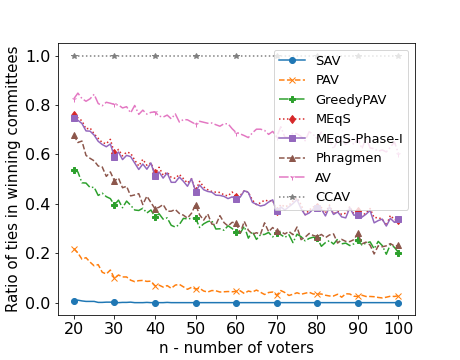 Ratio of ties in winning committees
1.0
0.8
0.6
0.4
0.2
0.0
SAV
PAV
GreedyPAV
MEqS
MEqS-Phase-I
Phragmen
AV
CCAV
20 30 40 50 60 70 80 90 100
n - number of voters